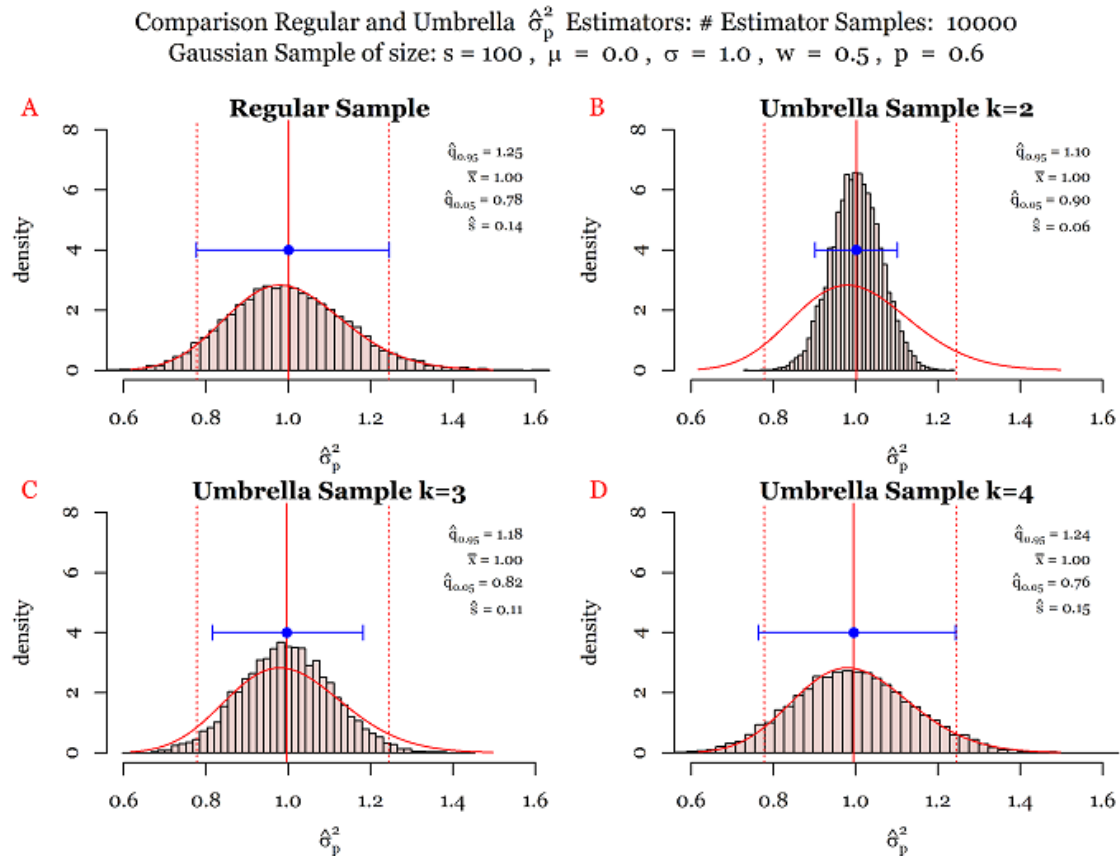 Comparison Regular and Umbrella σ̂²ₚ Estimators: # Estimator Samples: 10000
Gaussian Sample of size: s = 100 , μ = 0.0 , σ = 1.0 , w = 0.5 , p = 0.6
A
Regular Sample
q̂0.95 = 1.25
x̄ = 1.00
q̂0.05 = 0.78
ŝ = 0.14
density
0 2 4 6 8
0.6 0.8 1.0 1.2 1.4 1.6
σ̂²ₚ
B
Umbrella Sample k=2
q̂0.95 = 1.10
x̄ = 1.00
q̂0.05 = 0.90
ŝ = 0.06
density
0 2 4 6 8
0.6 0.8 1.0 1.2 1.4 1.6
σ̂²ₚ
C
Umbrella Sample k=3
q̂0.95 = 1.18
x̄ = 1.00
q̂0.05 = 0.82
ŝ = 0.11
density
0 2 4 6 8
0.6 0.8 1.0 1.2 1.4 1.6
σ̂²ₚ
D
Umbrella Sample k=4
q̂0.95 = 1.24
x̄ = 1.00
q̂0.05 = 0.76
ŝ = 0.15
density
0 2 4 6 8
0.6 0.8 1.0 1.2 1.4 1.6
σ̂²ₚ